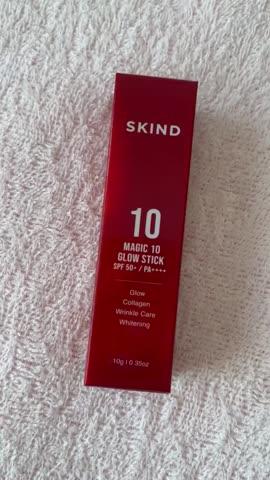 SKIND
10
MAGIC 10
GLOW STICK
SPF 50+ / PA++++
Glow
Collagen
Wrinkle Care
Whitening
10g | 0.35oz